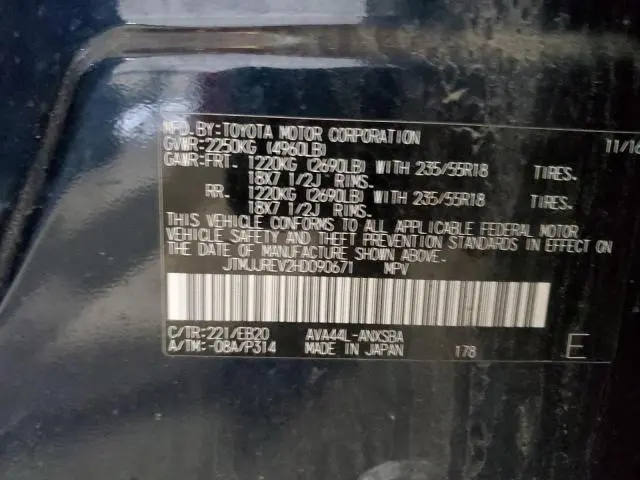 MFD. BY: TOYOTA MOTOR CORPORATION 11/16
GVWR: 2250KG (4960LB)
GAWR: FRT. 1220KG (2690LB) WITH 235/55R18 TIRES.
18X7 1/2J RIMS.
RR. 1220KG (2690LB) WITH 235/55R18 TIRES.
18X7 1/2J RIMS.
THIS VEHICLE CONFORMS TO ALL APPLICABLE FEDERAL MOTOR
VEHICLE SAFETY AND THEFT PREVENTION STANDARDS IN EFFECT ON
THE DATE OF MANUFACTURE SHOWN ABOVE.
JTMJJREV2HD090671 MPV
C/TR: 221/EB20 AVA44L-ANXSBA
A/TM: -08A/P314 MADE IN JAPAN 178 E